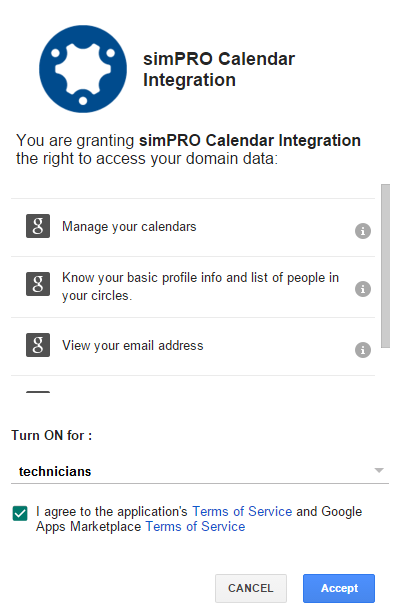 simPRO Calendar
Integration
You are granting simPRO Calendar Integration
the right to access your domain data:
g
Manage your calendars
i
g
Know your basic profile info and list of people in
your circles.
i
g
View your email address
i
Turn ON for :
technicians
I agree to the application's Terms of Service and Google
Apps Marketplace Terms of Service
CANCEL
Accept